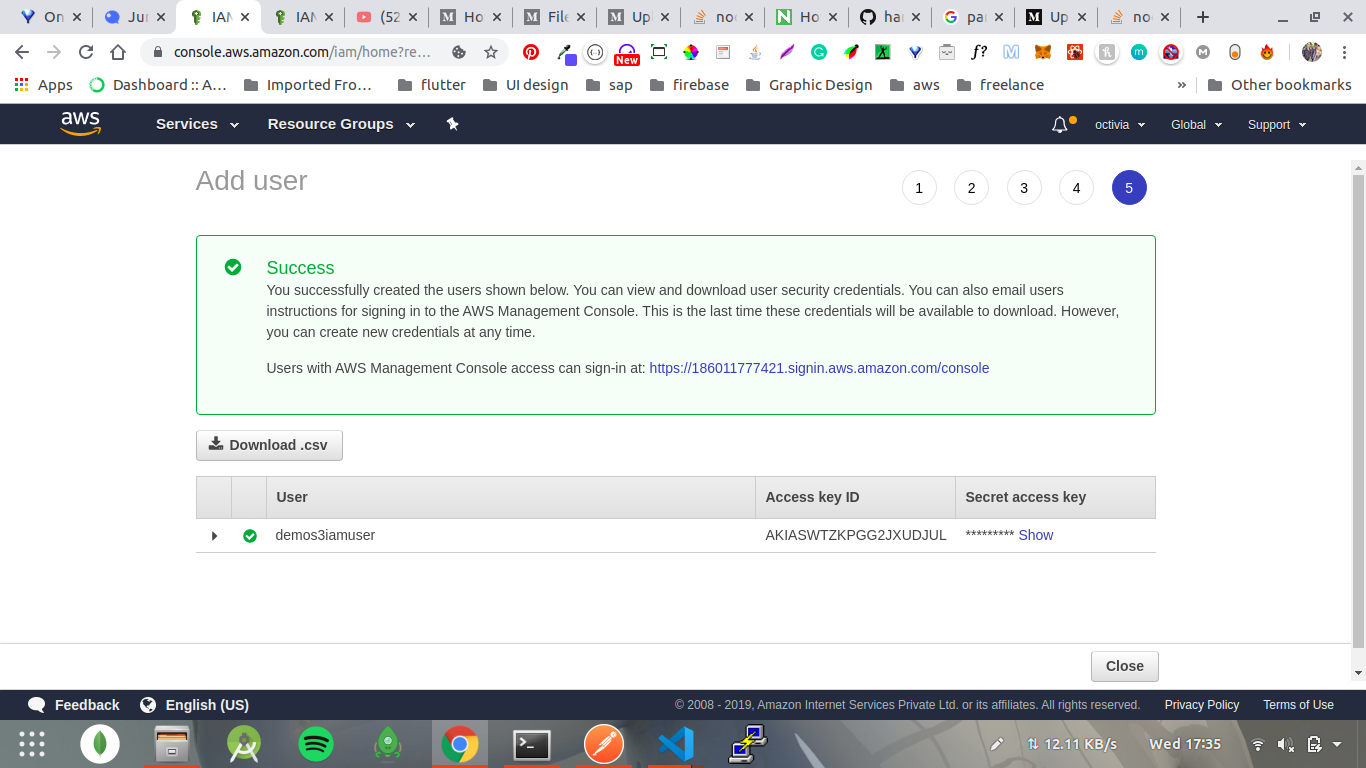 On
Jun
IAM
IAM
(52
Ho
File
Up
noc
Ho
har
par
Up
noc
console.aws.amazon.com/iam/home?re…
New
f?
Apps
Dashboard :: A…
Imported Fro…
flutter
UI design
sap
firebase
Graphic Design
aws
freelance
»
Other bookmarks
aws
Services
Resource Groups
octivia
Global
Support
Add user
1
2
3
4
5
Success
You successfully created the users shown below. You can view and download user security credentials. You can also email users
instructions for signing in to the AWS Management Console. This is the last time these credentials will be available to download. However,
you can create new credentials at any time.
Users with AWS Management Console access can sign-in at: https://186011777421.signin.aws.amazon.com/console
Download .csv
User
Access key ID
Secret access key
demos3iamuser
AKIASWTZKPGG2JXUDJUL
********* Show
Close
Feedback
English (US)
© 2008 - 2019, Amazon Internet Services Private Ltd. or its affiliates. All rights reserved.
Privacy Policy
Terms of Use
12.11 KB/s
Wed 17:35